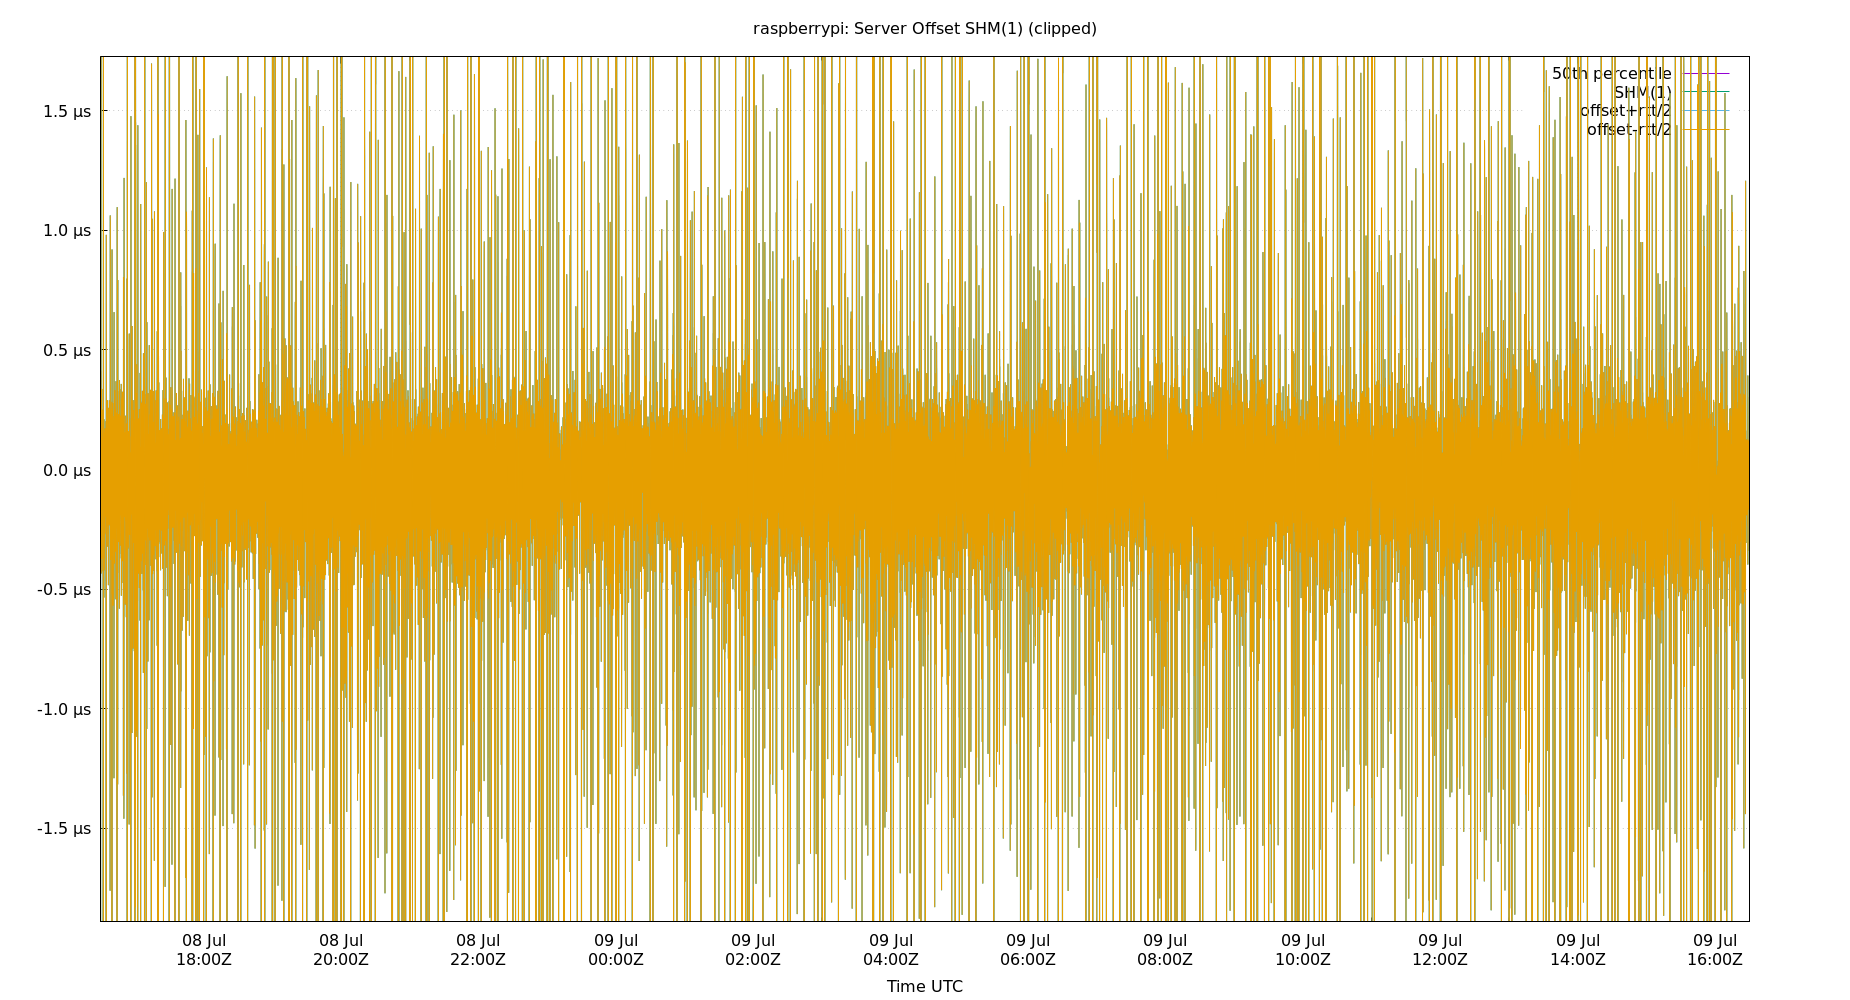 raspberrypi: Server Offset SHM(1) (clipped)
50th percentile
SHM(1)
offset+rtt/2
offset-rtt/2
1.5 µs
1.0 µs
0.5 µs
0.0 µs
-0.5 µs
-1.0 µs
-1.5 µs
08 Jul 08 Jul 08 Jul 09 Jul 09 Jul 09 Jul 09 Jul 09 Jul 09 Jul 09 Jul 09 Jul 09 Jul
18:00Z 20:00Z 22:00Z 00:00Z 02:00Z 04:00Z 06:00Z 08:00Z 10:00Z 12:00Z 14:00Z 16:00Z
Time UTC